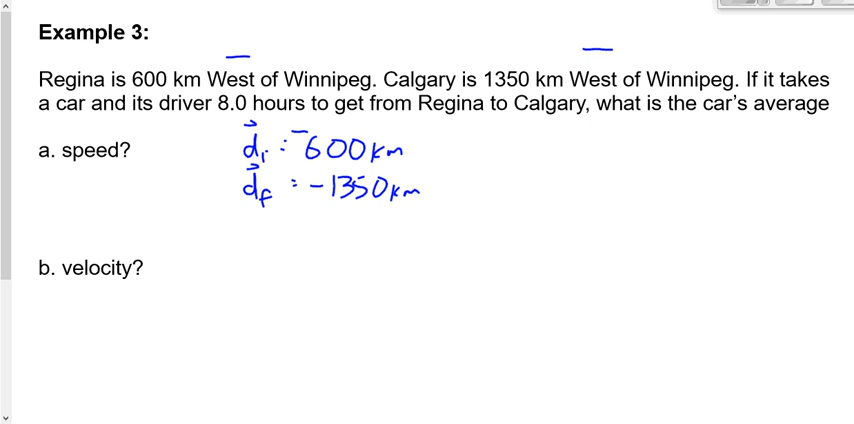 Example 3:
Regina is 600 km West of Winnipeg. Calgary is 1350 km West of Winnipeg. If it takes
a car and its driver 8.0 hours to get from Regina to Calgary, what is the car's average
a. speed?
d⃗i : -600 km
d⃗f : -1350 km
b. velocity?